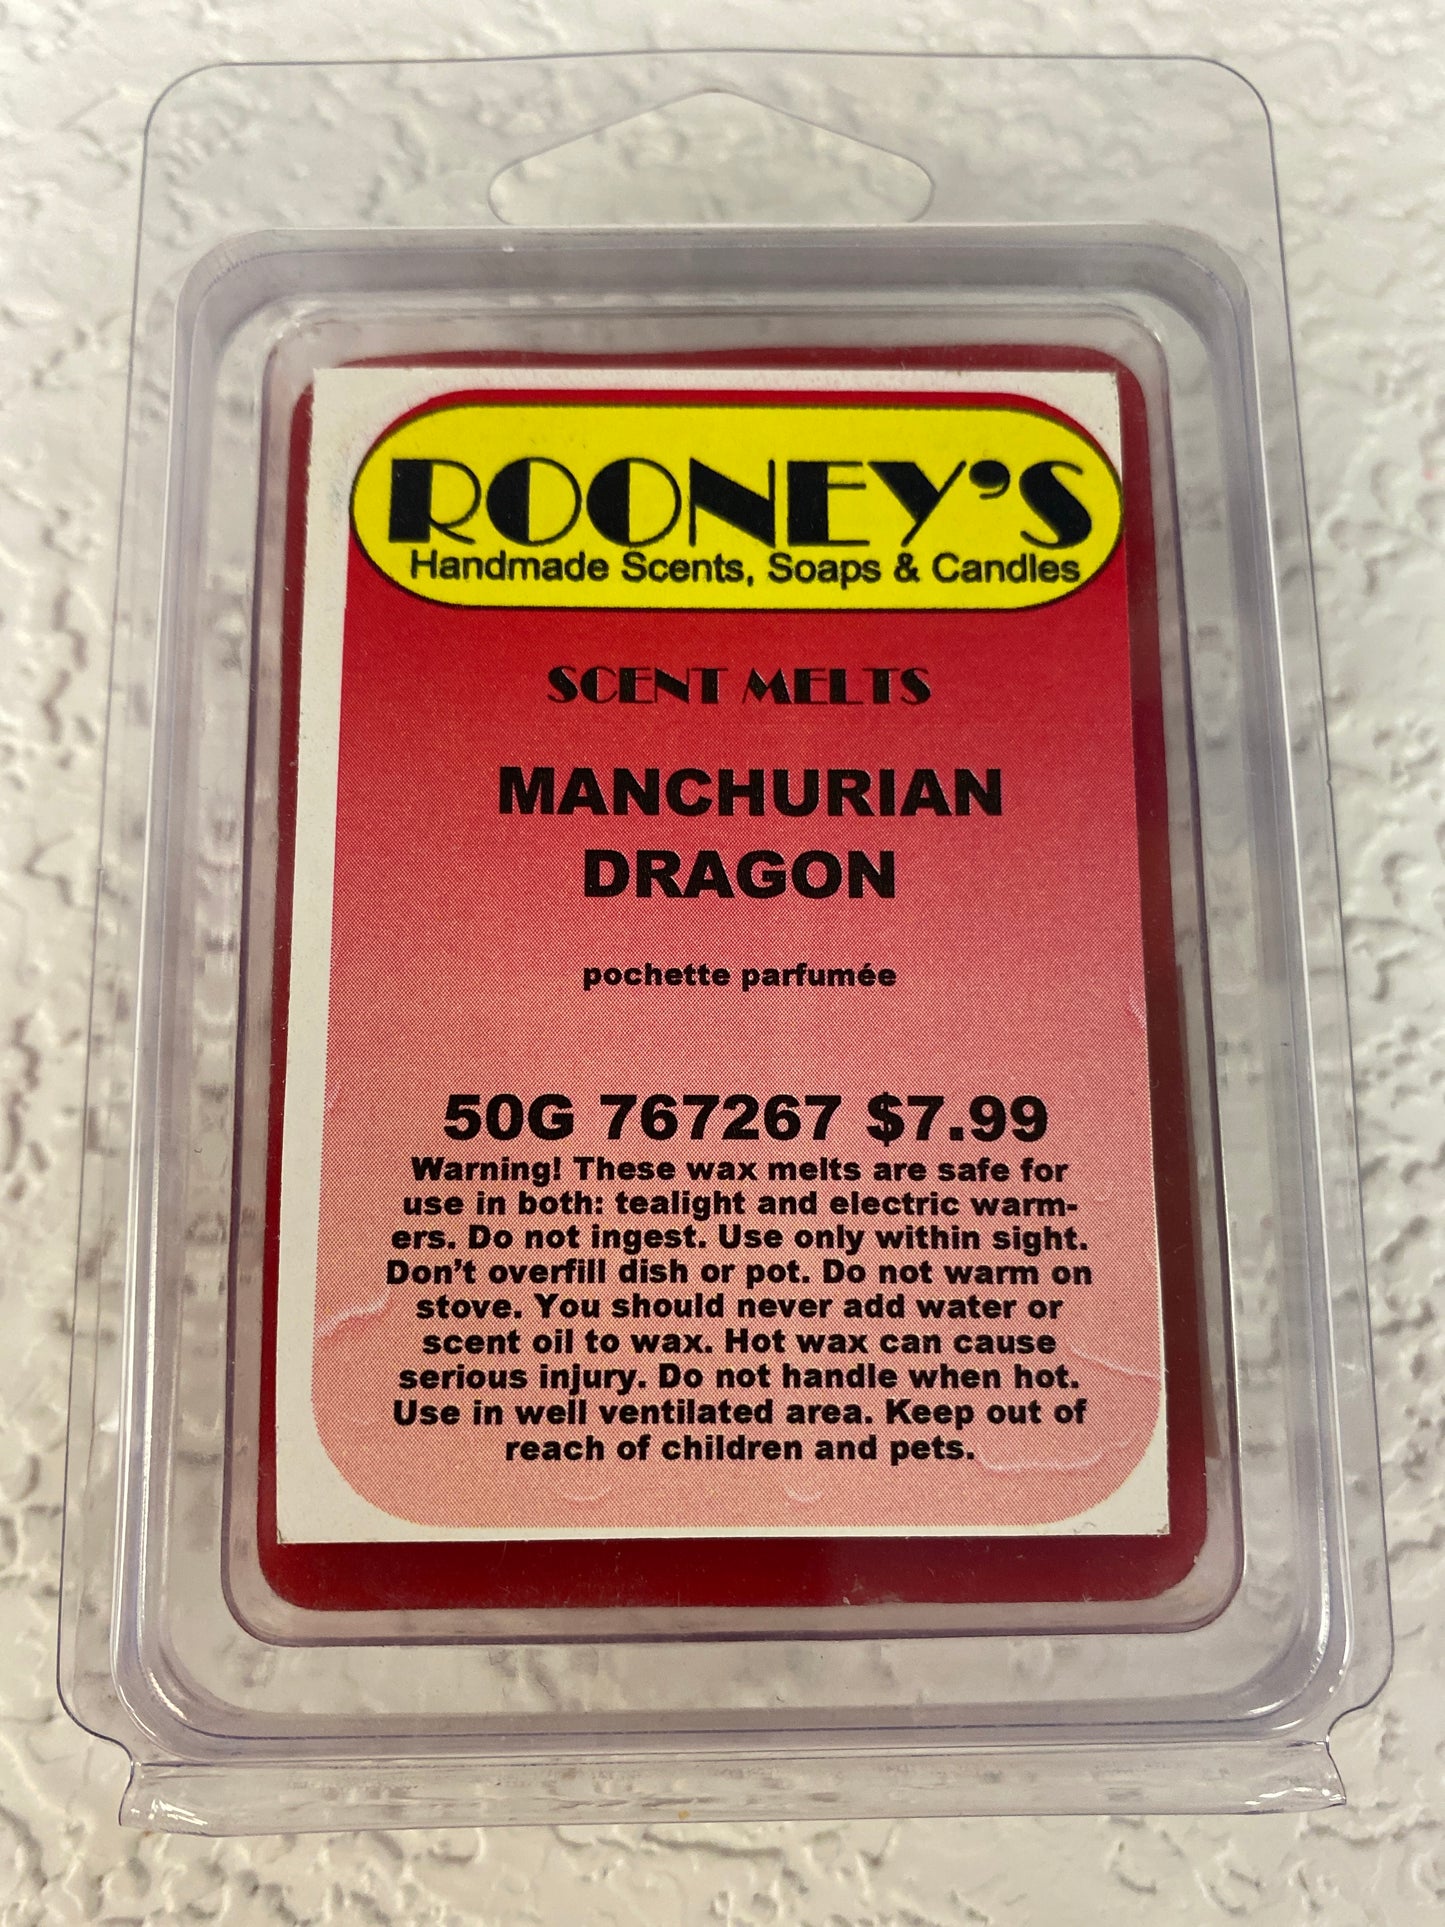 ROONEY'S
Handmade Scents, Soaps & Candles
SCENT MELTS
MANCHURIAN
DRAGON
pochette parfumée
50G 767267 $7.99
Warning! These wax melts are safe for
use in both: tealight and electric warm-
ers. Do not ingest. Use only within sight.
Don't overfill dish or pot. Do not warm on
stove. You should never add water or
scent oil to wax. Hot wax can cause
serious injury. Do not handle when hot.
Use in well ventilated area. Keep out of
reach of children and pets.